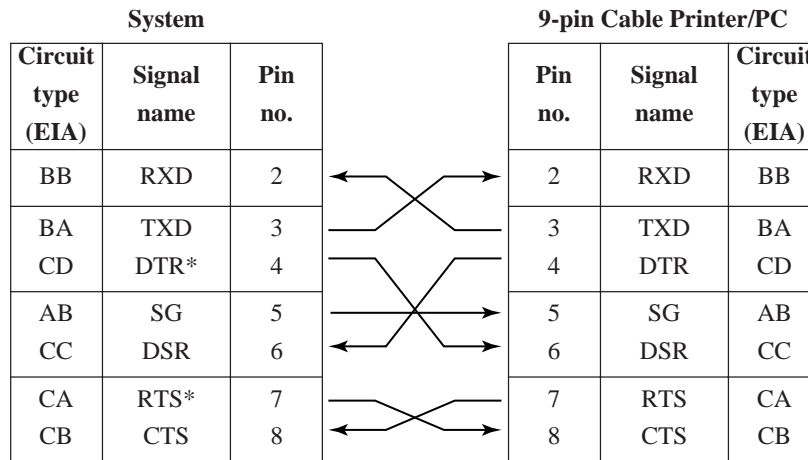 System 9-pin Cable Printer/PC
Circuit type (EIA) Signal name Pin no. Pin no. Signal name Circuit type (EIA)
BB RXD 2 2 RXD BB
BA TXD 3 3 TXD BA
CD DTR* 4 4 DTR CD
AB SG 5 5 SG AB
CC DSR 6 6 DSR CC
CA RTS* 7 7 RTS CA
CB CTS 8 8 CTS CB